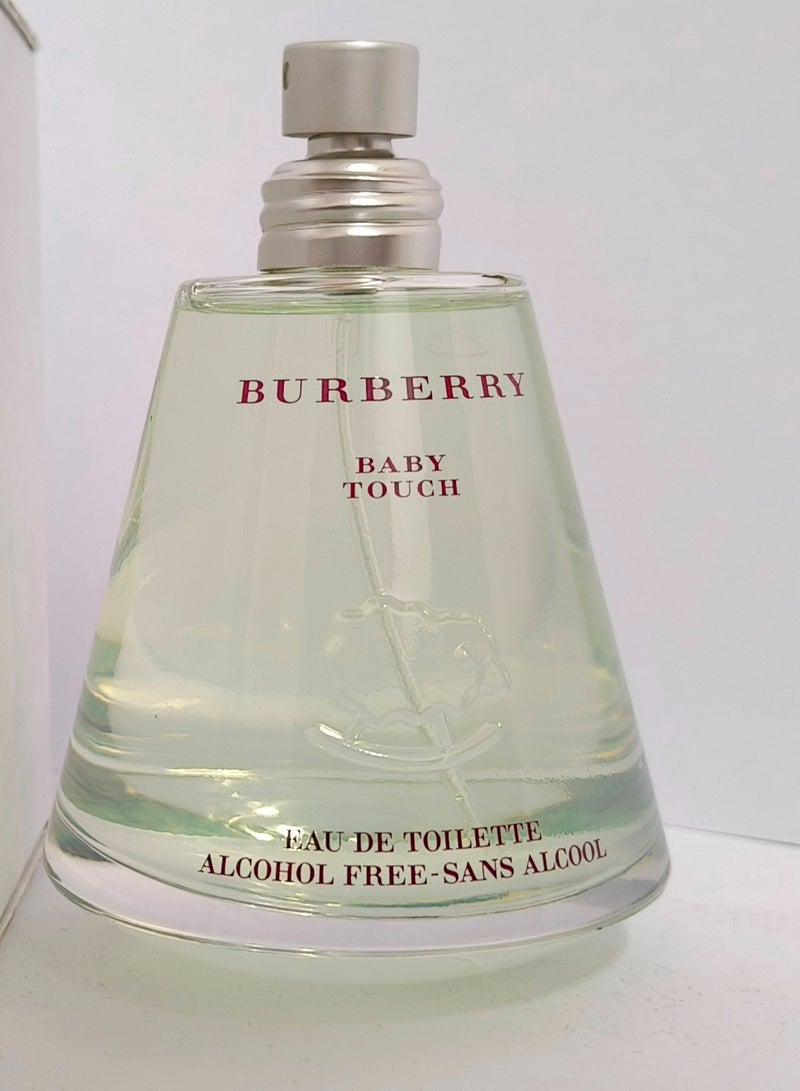 BURBERRY
BABY
TOUCH
EAU DE TOILETTE
ALCOHOL FREE-SANS ALCOOL